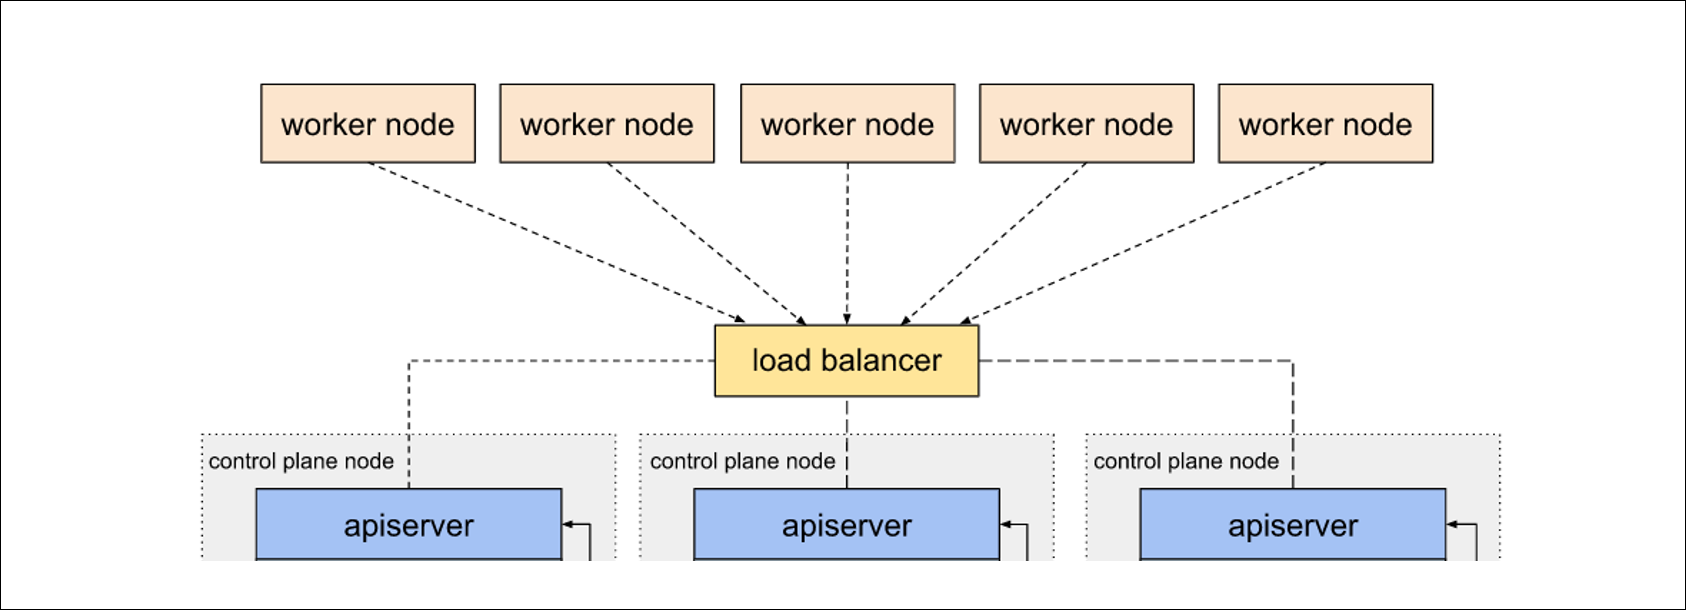 worker node
worker node
worker node
worker node
worker node
load balancer
control plane node
control plane node
control plane node
apiserver
apiserver
apiserver